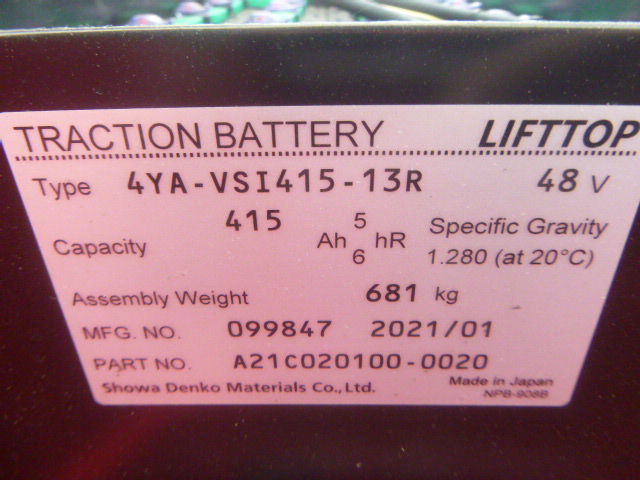 TRACTION BATTERY LIFTTOP
Type 4YA-VSI415-13R 48 V
Capacity 415 Ah 5 hR Specific Gravity
6 1.280 (at 20°C)
Assembly Weight 681 kg
MFG. NO. 099847 2021/01
PART NO. A21C020100-0020
Showa Denko Materials Co., Ltd. Made in Japan
NPB-908B